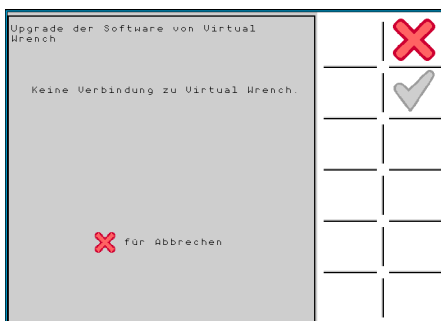 Upgrade der Software von Virtual
Wrench
Keine Verbindung zu Virtual Wrench.
für Abbrechen